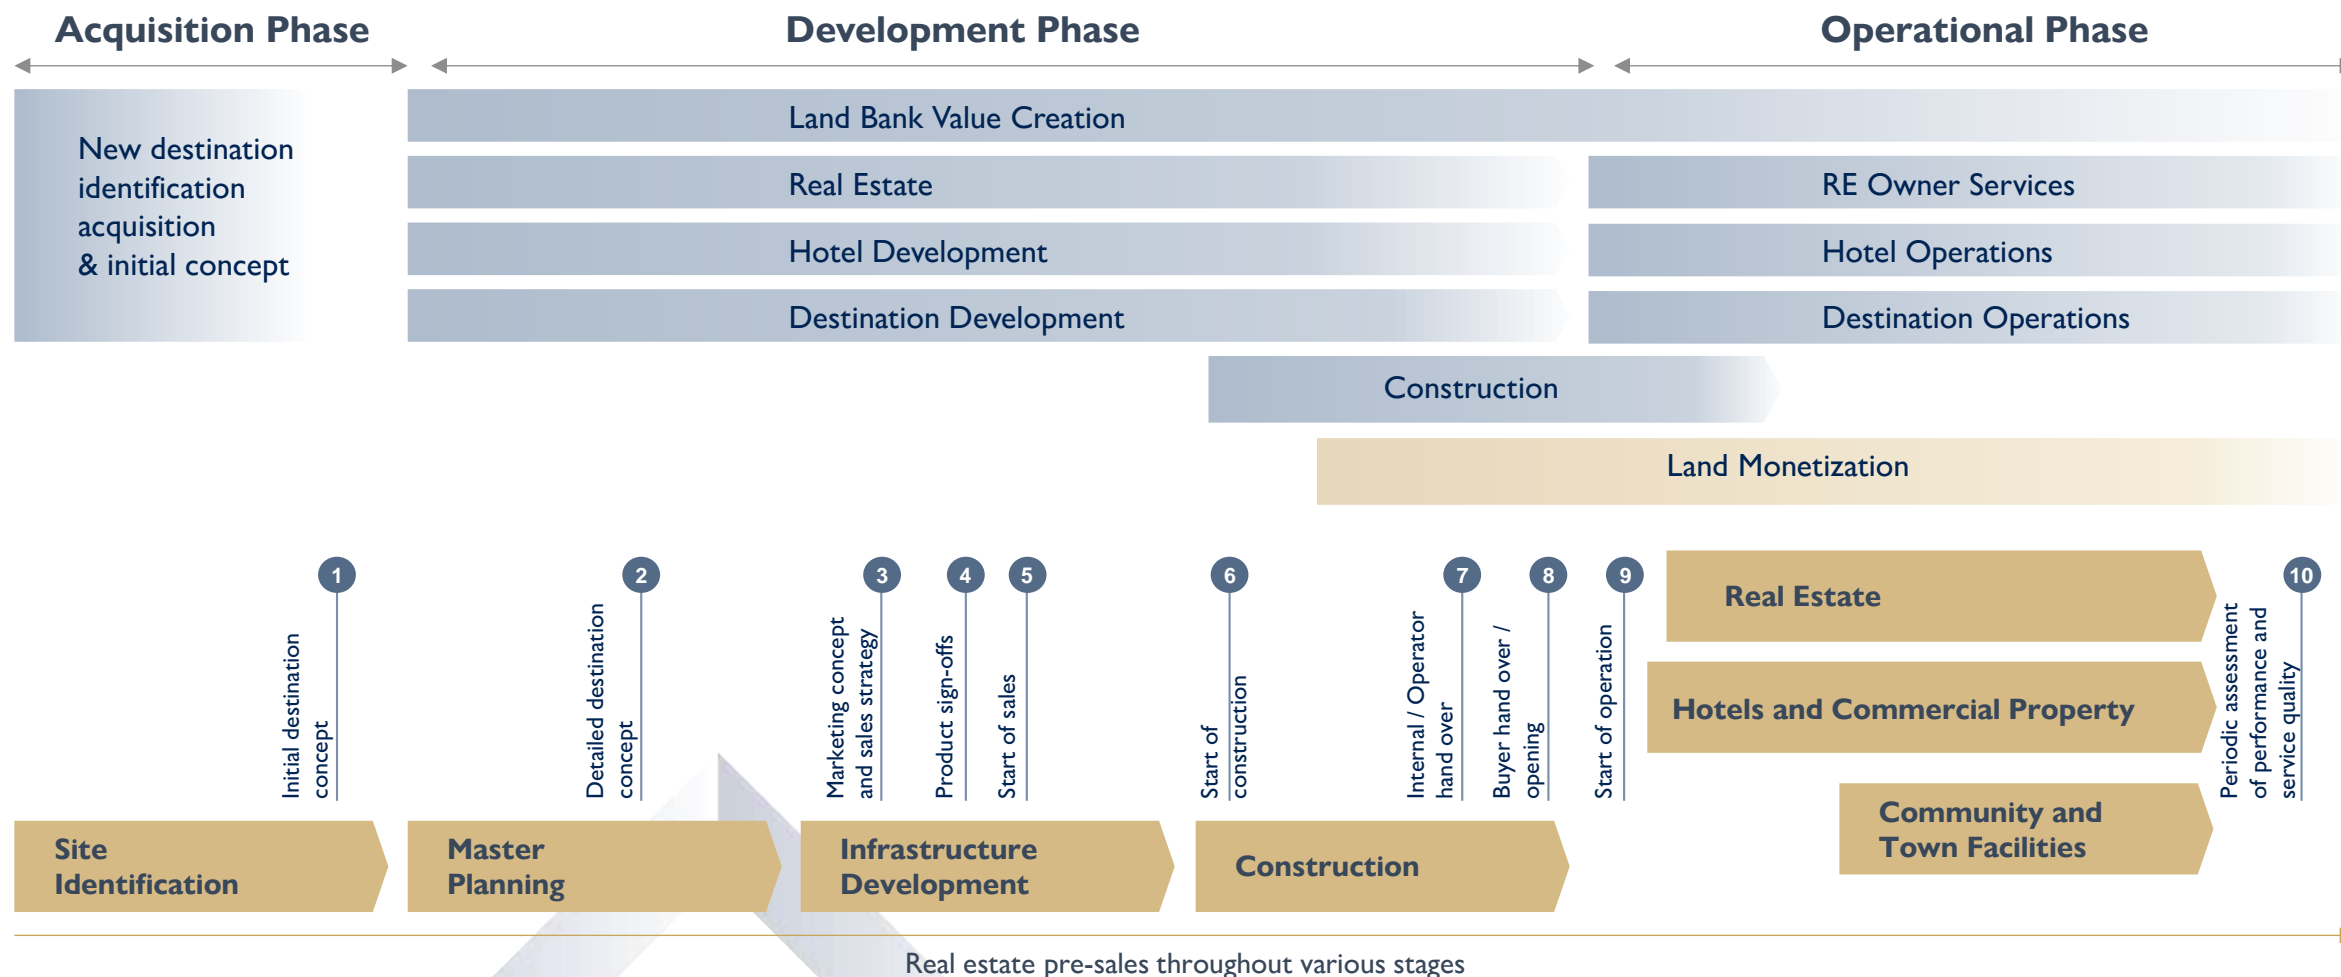 Acquisition Phase
Development Phase
Operational Phase
New destination
identification
acquisition
& initial concept
Land Bank Value Creation
Real Estate
RE Owner Services
Hotel Development
Hotel Operations
Destination Development
Destination Operations
Construction
Land Monetization
1
2
3
4
5
6
7
8
9
10
Initial destination
concept
Detailed destination
concept
Marketing concept
and sales strategy
Product sign-offs
Start of sales
Start of
construction
Internal / Operator
hand over
Buyer hand over /
opening
Start of operation
Real Estate
Hotels and Commercial Property
Community and
Town Facilities
Periodic assessment
of performance and
service quality
Site
Identification
Master
Planning
Infrastructure
Development
Construction
Real estate pre-sales throughout various stages